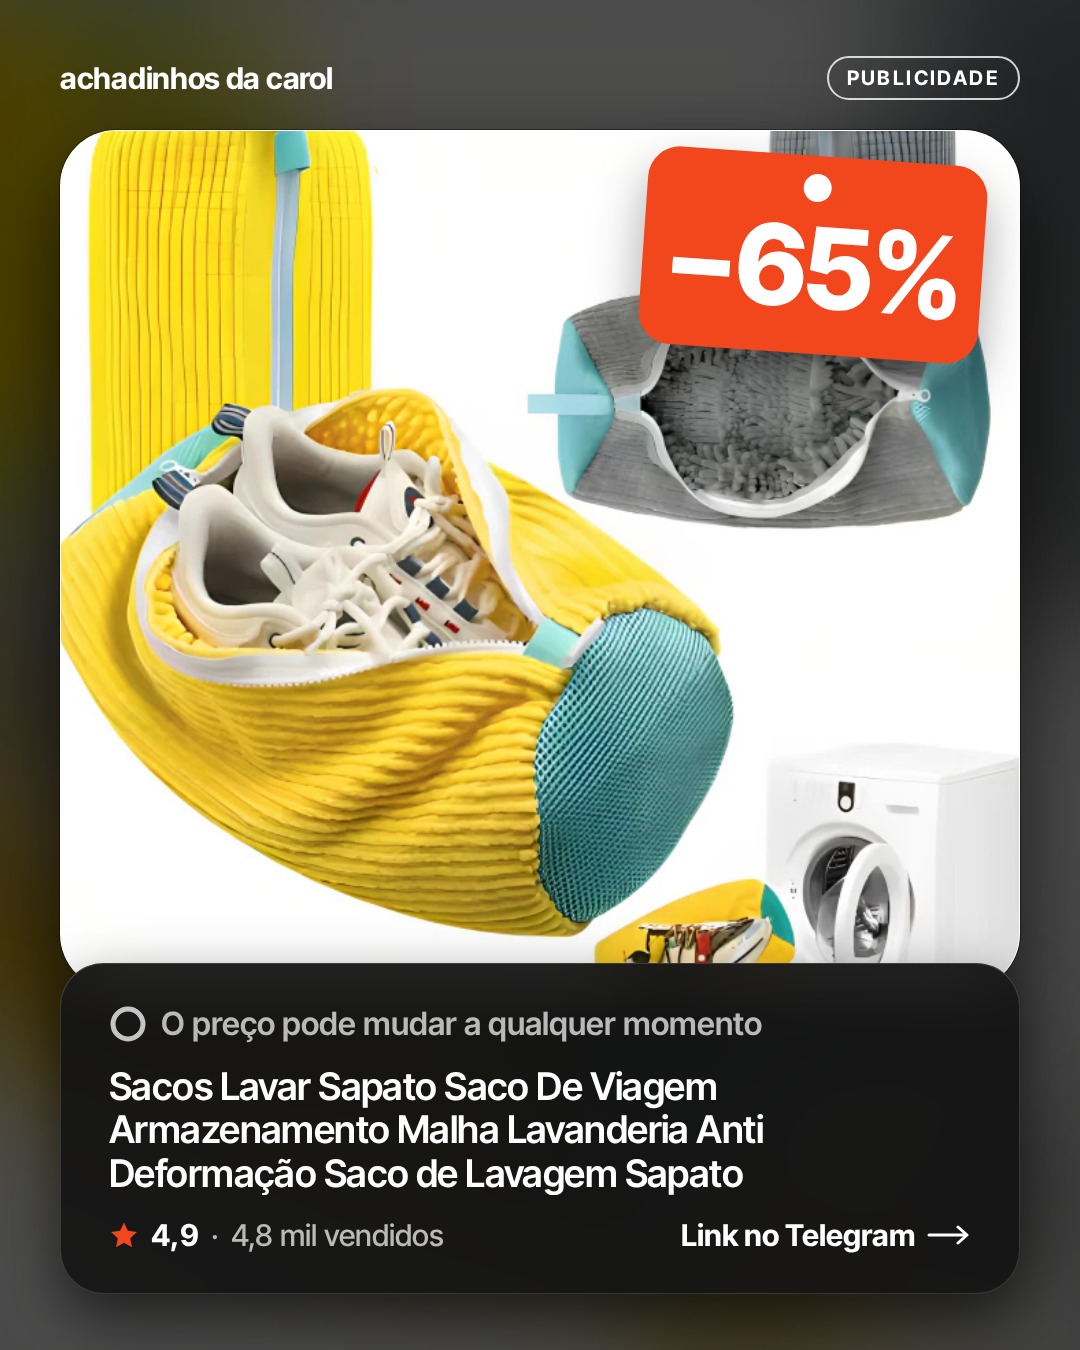 achadinhos da carol
PUBLICIDADE
−65%
O preço pode mudar a qualquer momento
Sacos Lavar Sapato Saco De Viagem
Armazenamento Malha Lavanderia Anti
Deformação Saco de Lavagem Sapato
4,9 · 4,8 mil vendidos
Link no Telegram →